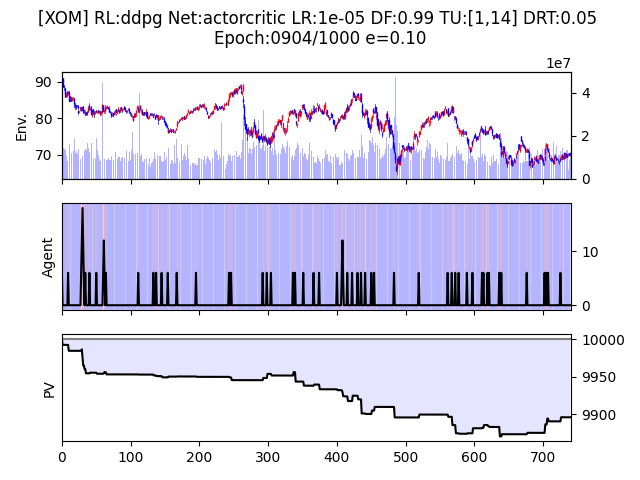 [XOM] RL:ddpg Net:actorcritic LR:1e-05 DF:0.99 TU:[1,14] DRT:0.05
Epoch:0904/1000 e=0.10
1e7
90
80
70
Env.
4
2
0
Agent
10
0
PV
10000
9950
9900
0 100 200 300 400 500 600 700